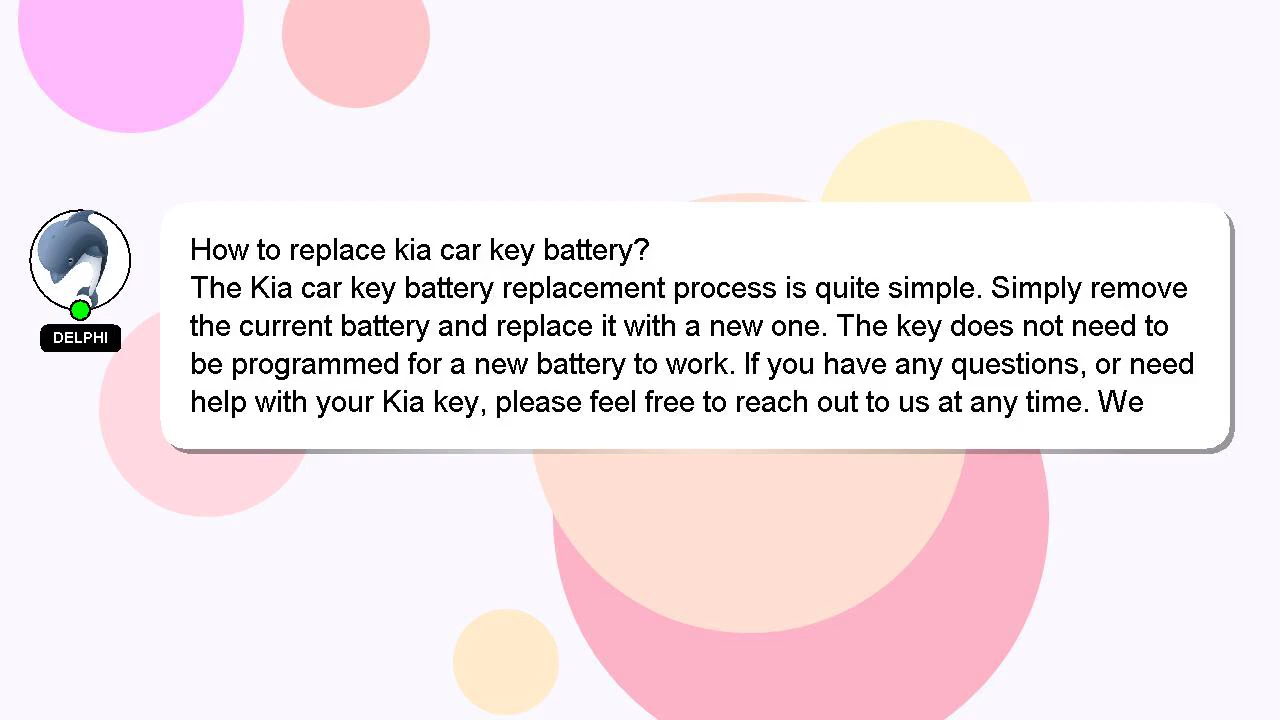 How to replace kia car key battery?
The Kia car key battery replacement process is quite simple. Simply remove
the current battery and replace it with a new one. The key does not need to
be programmed for a new battery to work. If you have any questions, or need
help with your Kia key, please feel free to reach out to us at any time. We
DELPHI